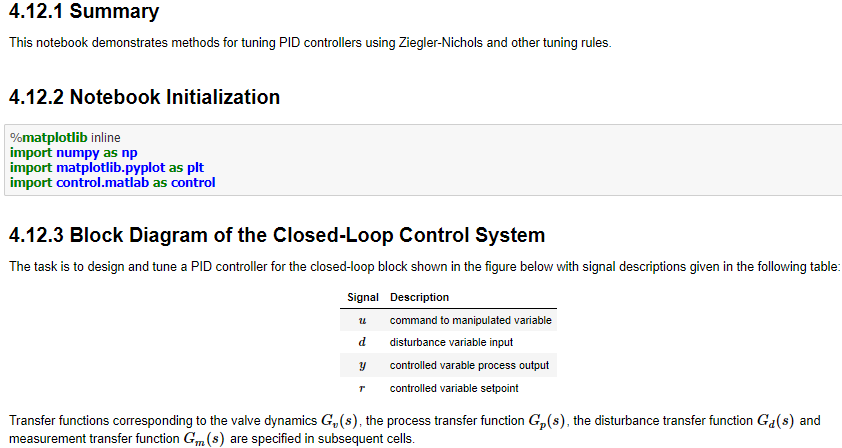 4.12.1 Summary
This notebook demonstrates methods for tuning PID controllers using Ziegler-Nichols and other tuning rules.
4.12.2 Notebook Initialization
%matplotlib inline
import numpy as np
import matplotlib.pyplot as plt
import control.matlab as control
4.12.3 Block Diagram of the Closed-Loop Control System
The task is to design and tune a PID controller for the closed-loop block shown in the figure below with signal descriptions given in the following table:
Signal Description
u command to manipulated variable
d disturbance variable input
y controlled varable process output
r controlled variable setpoint
Transfer functions corresponding to the valve dynamics G_v(s), the process transfer function G_p(s), the disturbance transfer function G_d(s) and
measurement transfer function G_m(s) are specified in subsequent cells.